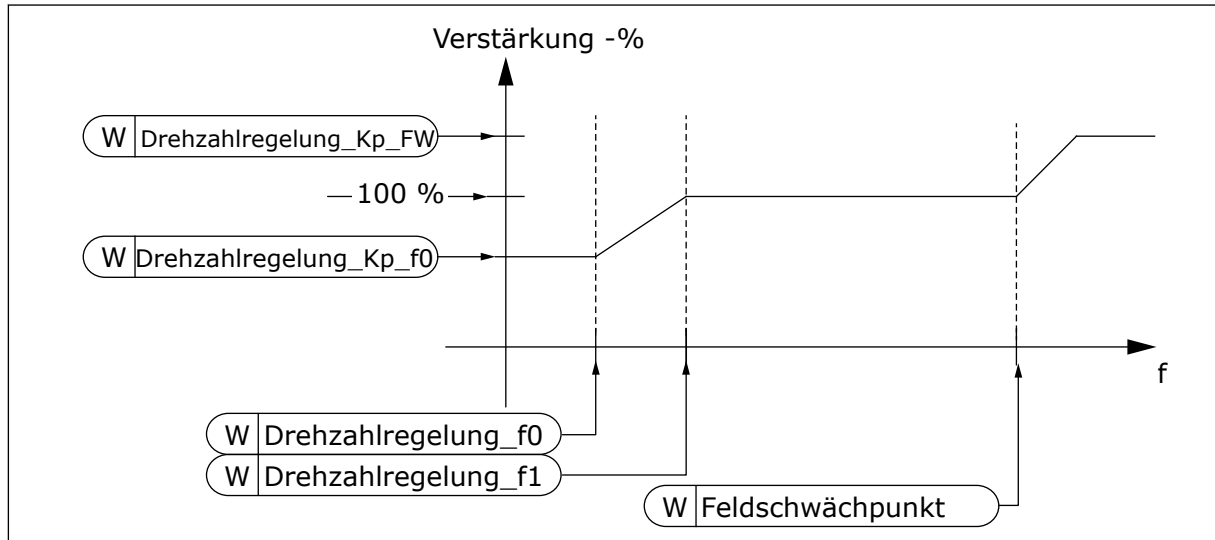 Verstärkung -%
W Drehzahlregelung_Kp_FW
100 %
W Drehzahlregelung_Kp_f0
f
W Drehzahlregelung_f0
W Drehzahlregelung_f1
W Feldschwächpunkt